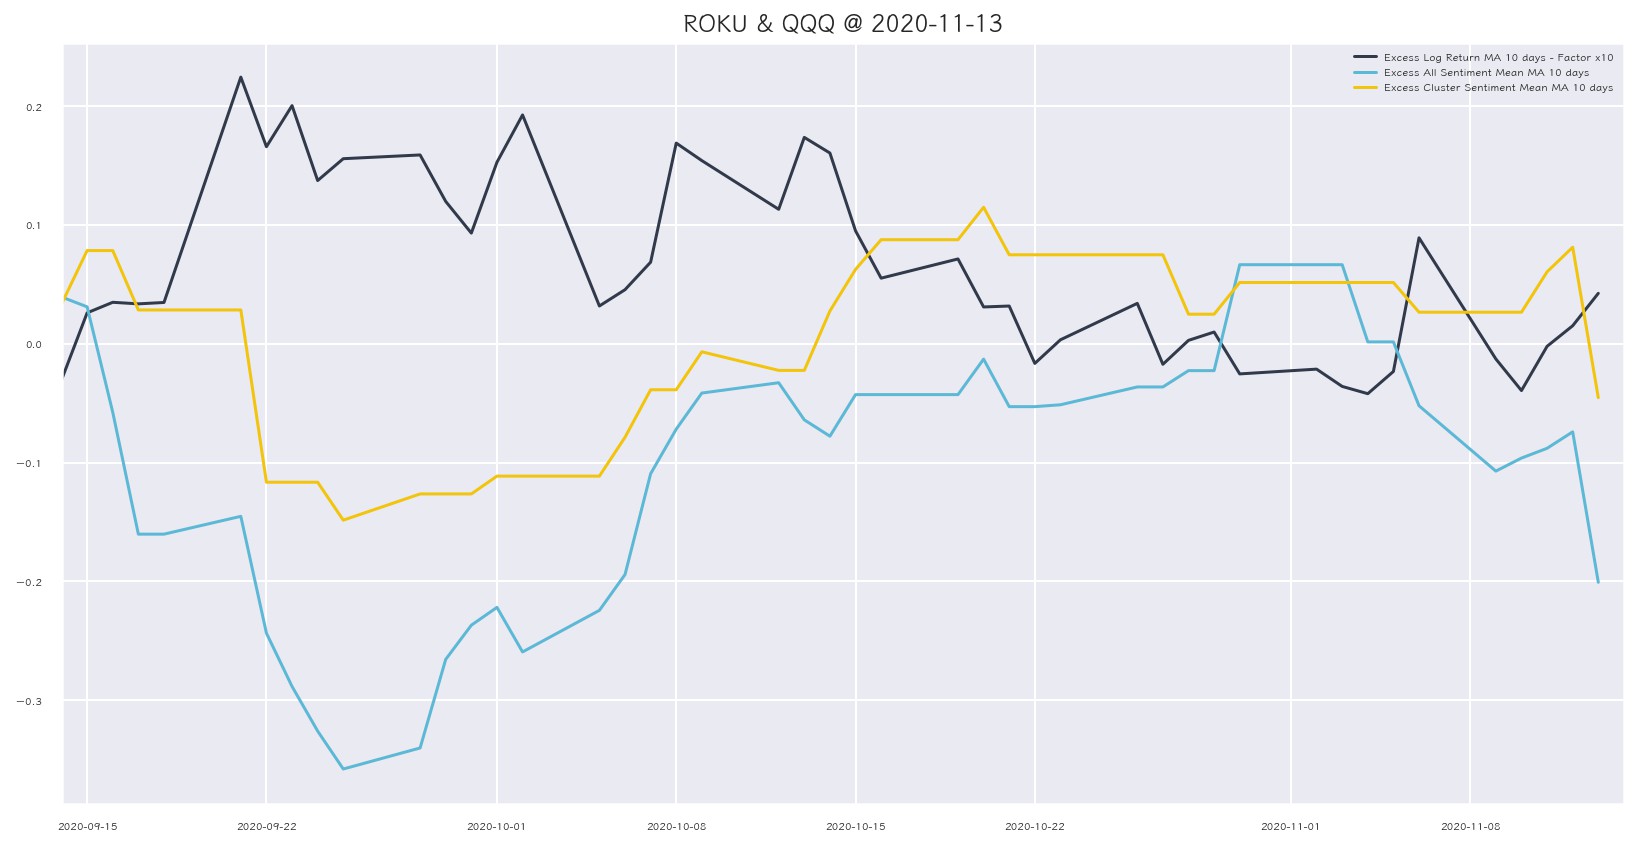 ROKU & QQQ @ 2020-11-13
Excess Log Return MA 10 days - Factor x10
Excess All Sentiment Mean MA 10 days
Excess Cluster Sentiment Mean MA 10 days
0.2
0.1
0.0
−0.1
−0.2
−0.3
2020-09-15 2020-09-22 2020-10-01 2020-10-08 2020-10-15 2020-10-22 2020-11-01 2020-11-08